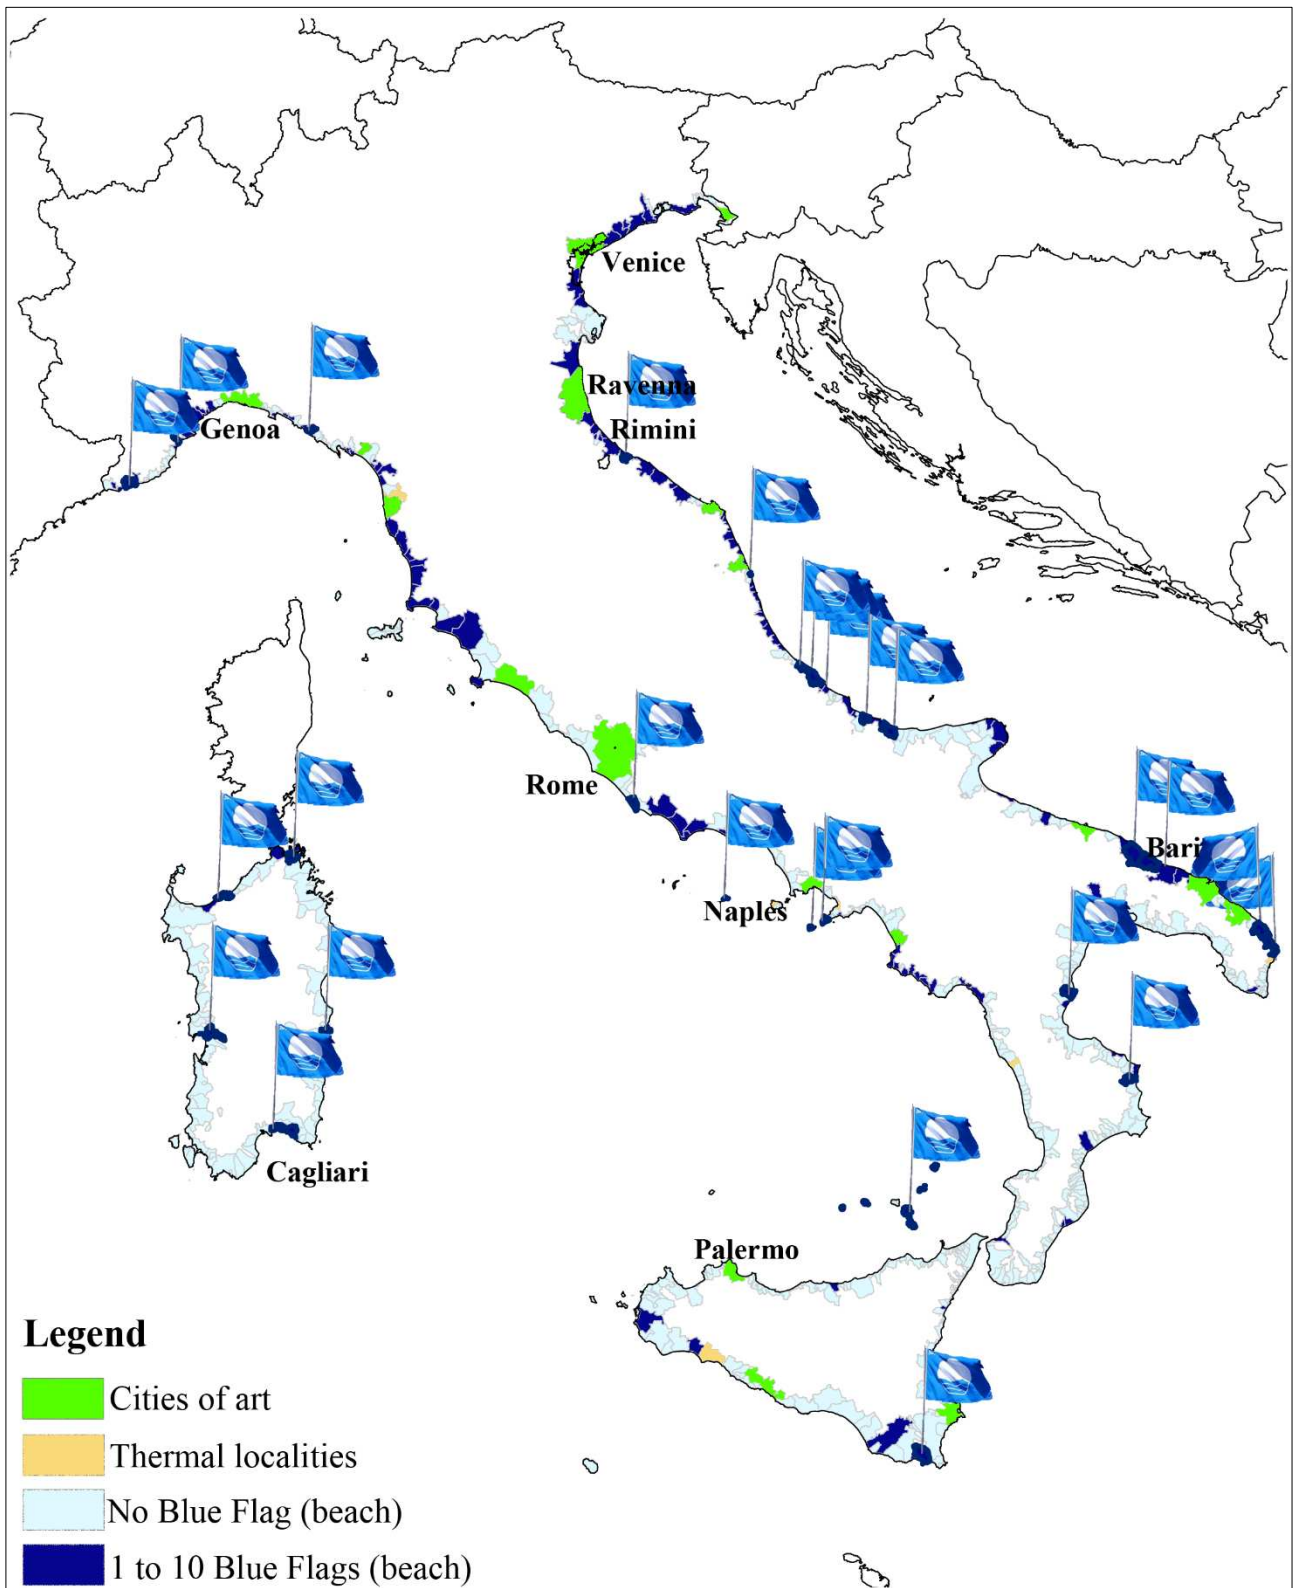 Venice
Ravenna
Rimini
Genoa
Rome
Bari
Naples
Cagliari
Palermo
Legend
Cities of art
Thermal localities
No Blue Flag (beach)
1 to 10 Blue Flags (beach)